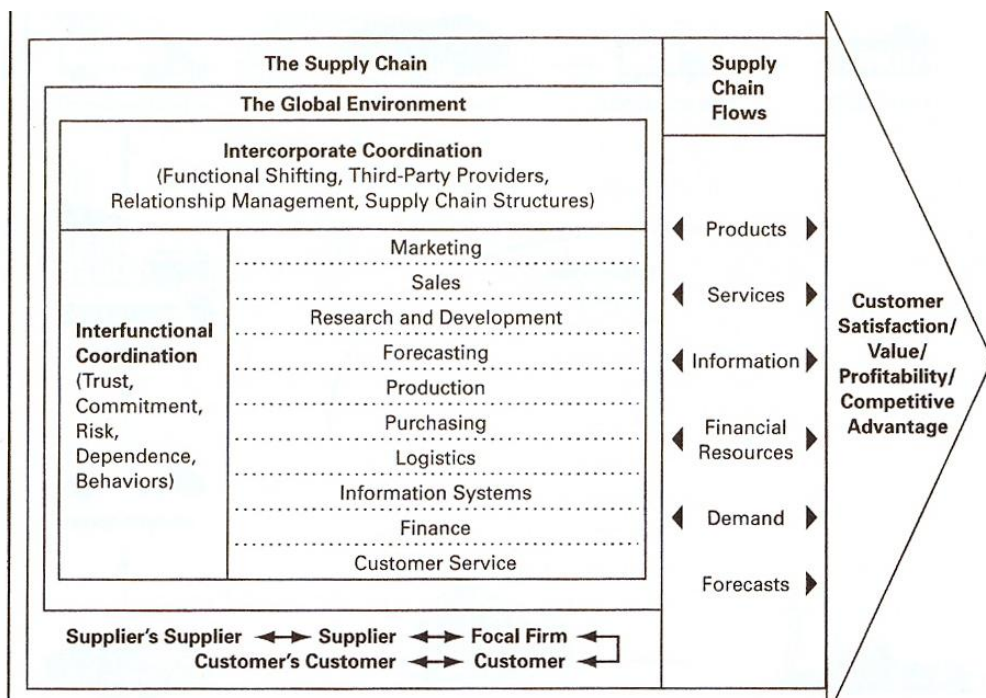 The Supply Chain
The Global Environment
Intercorporate Coordination
(Functional Shifting, Third-Party Providers,
Relationship Management, Supply Chain Structures)
Interfunctional
Coordination
(Trust,
Commitment,
Risk,
Dependence,
Behaviors)
Marketing
Sales
Research and Development
Forecasting
Production
Purchasing
Logistics
Information Systems
Finance
Customer Service
Supplier's Supplier Supplier Focal Firm
Customer's Customer Customer
Supply
Chain
Flows
Products
Services
Information
Financial
Resources
Demand
Forecasts
Customer
Satisfaction/
Value/
Profitability/
Competitive
Advantage